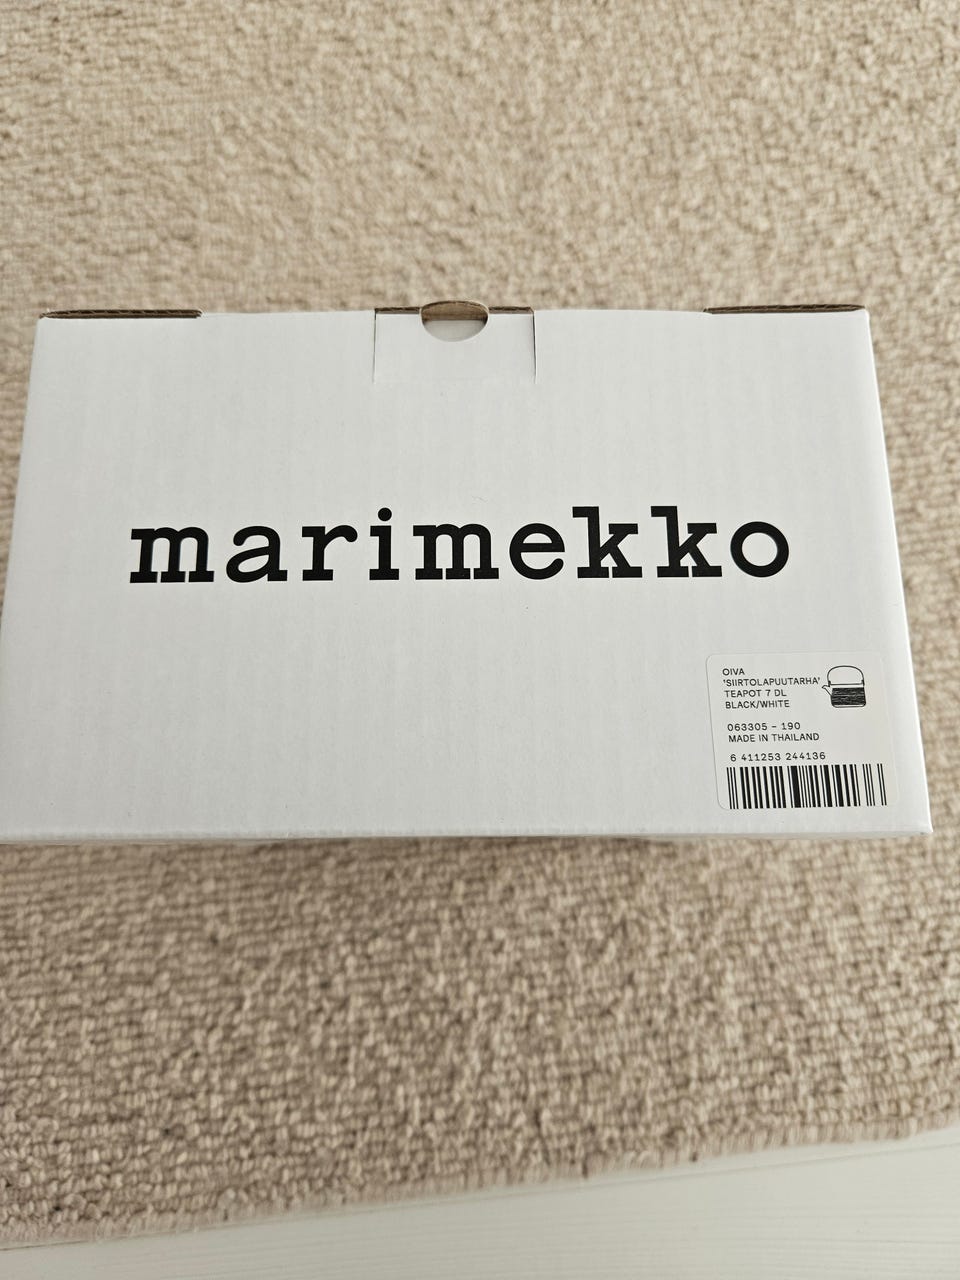 marimekko
OIVA
'SIIRTOLAPUUTARHA'
TEAPOT 7 DL
BLACK/WHITE
063305 – 190
MADE IN THAILAND
6 411253 244136